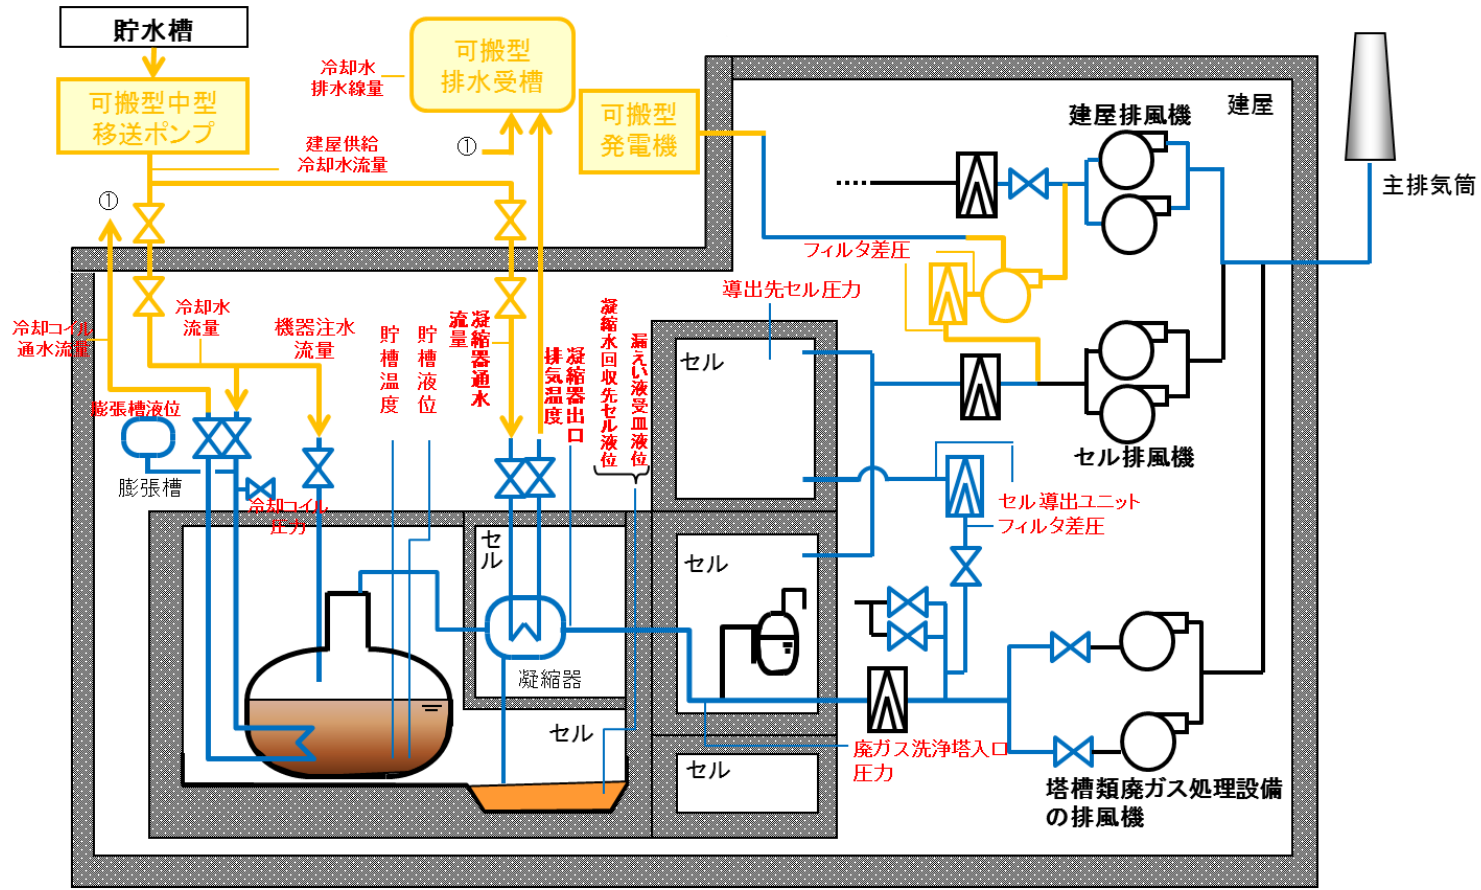 貯水槽
可搬型中型
移送ポンプ
冷却水
排水線量
可搬型
排水受槽
可搬型
発電機
建屋供給
冷却水流量
①
①
建屋
建屋排風機
主排気筒
フィルタ差圧
導出先セル圧力
冷却コイル
通水流量
冷却水
流量
機器注水
流量
貯槽温度
貯槽液位
凝縮器通水
流量
凝縮器出口
排気温度
凝縮水回収先セル液位
漏えい液受皿液位
セル
膨張槽液位
膨張槽
冷却コイル
圧力
セル
セル
セル排風機
セル導出ユニット
フィルタ差圧
凝縮器
セル
セル
廃ガス洗浄塔入口
圧力
塔槽類廃ガス処理設備
の排風機